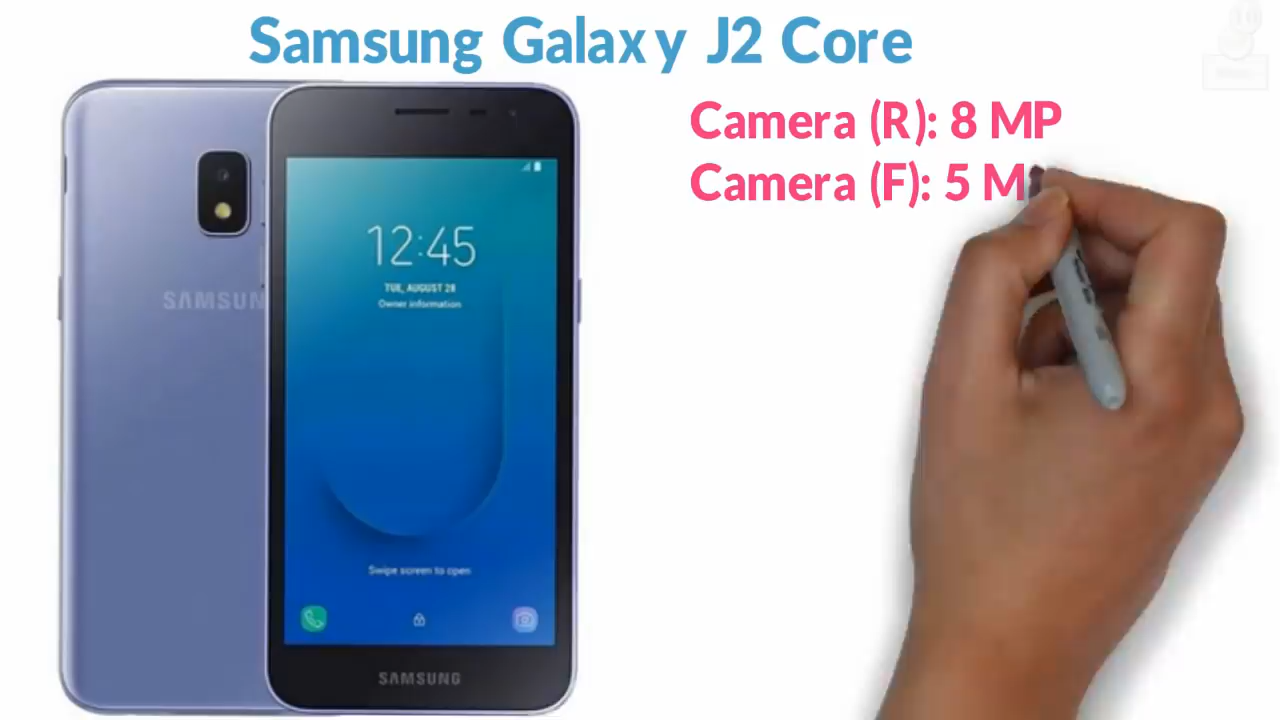 Samsung Galaxy J2 Core
Camera (R): 8 MP
Camera (F): 5 M
12:45
TUE, AUGUST 28
Owner information
SAMSUN
Swipe screen to open
SAMSUNG